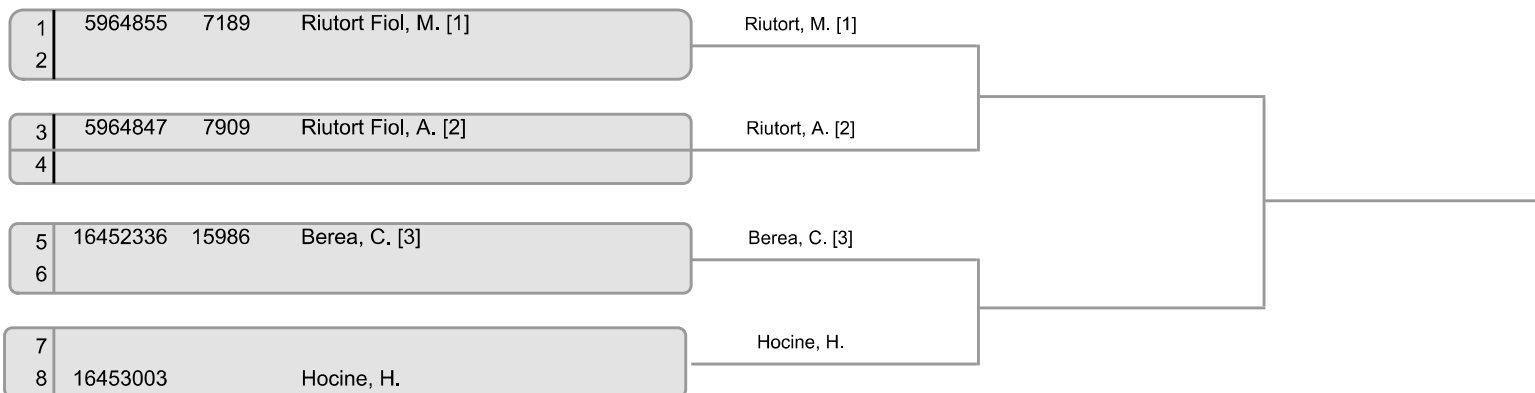 1 5964855 7189 Riutort Fiol, M. [1] Riutort, M. [1]
2
3 5964847 7909 Riutort Fiol, A. [2] Riutort, A. [2]
4
5 16452336 15986 Berea, C. [3] Berea, C. [3]
6
7 Hocine, H.
8 16453003 Hocine, H.